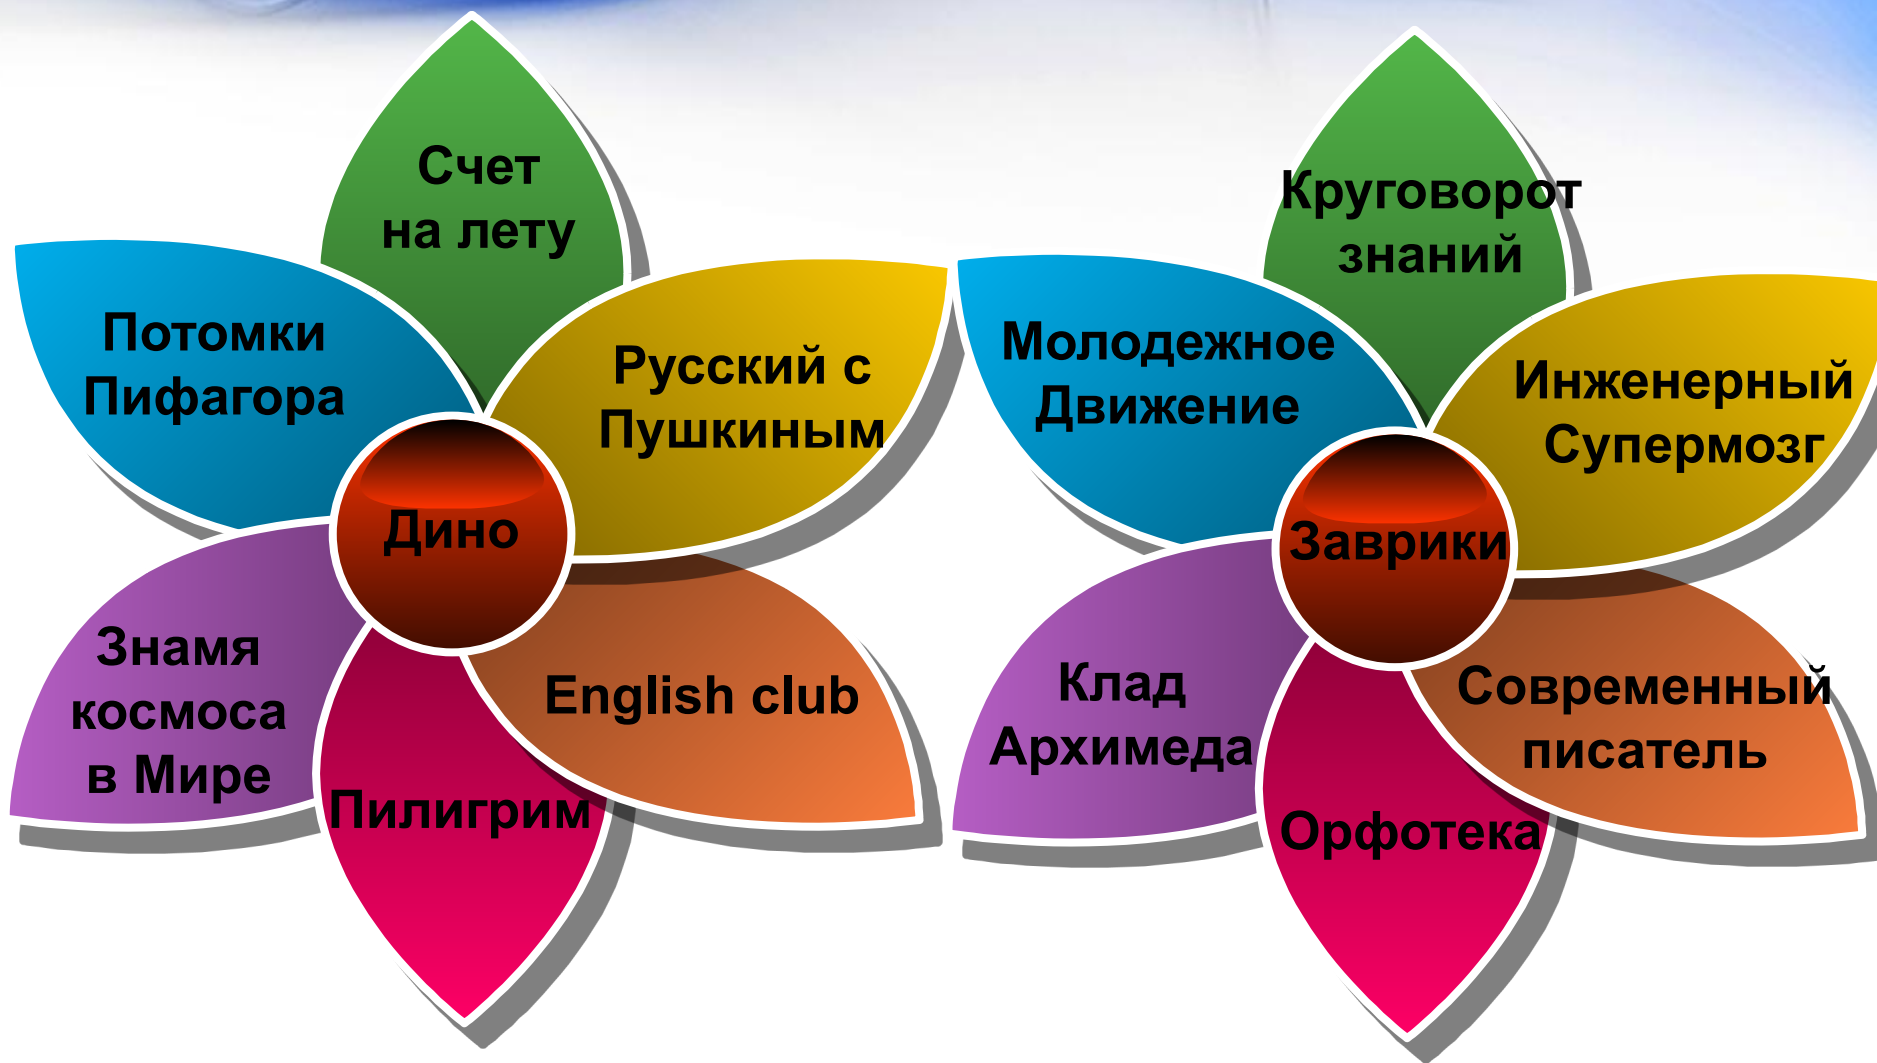 Счет
на лету
Потомки
Пифагора
Русский с
Пушкиным
Дино
Знамя
космоса
в Мире
English club
Пилигрим
Круговорот
знаний
Молодежное
Движение
Инженерный
Супермозг
Заврики
Клад
Архимеда
Современный
писатель
Орфотека